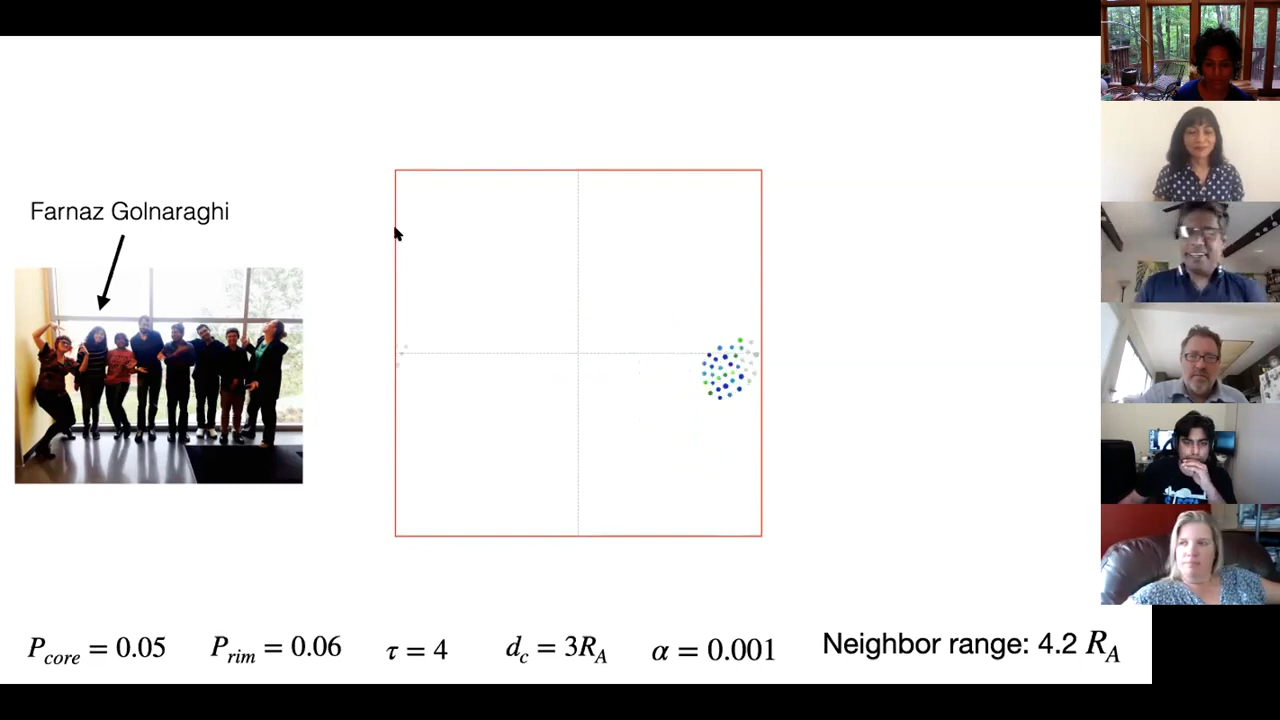 Farnaz Golnaraghi
P_core = 0.05 P_rim = 0.06 τ = 4 d_c = 3R_A α = 0.001 Neighbor range: 4.2 R_A